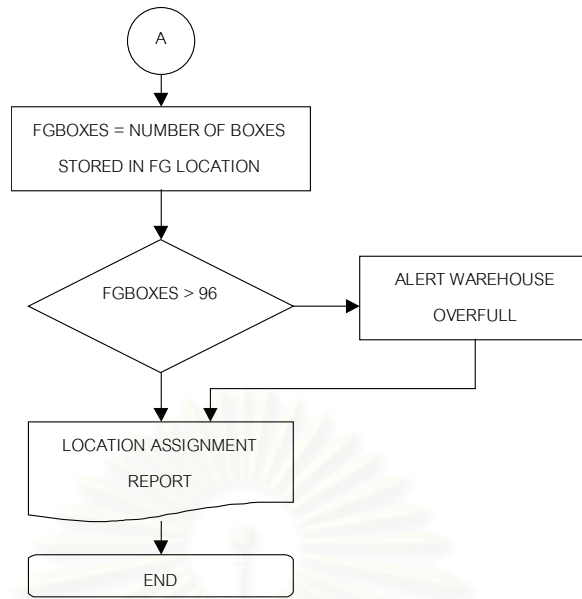 A
FGBOXES = NUMBER OF BOXES
STORED IN FG LOCATION
FGBOXES > 96
ALERT WAREHOUSE
OVERFULL
LOCATION ASSIGNMENT
REPORT
END